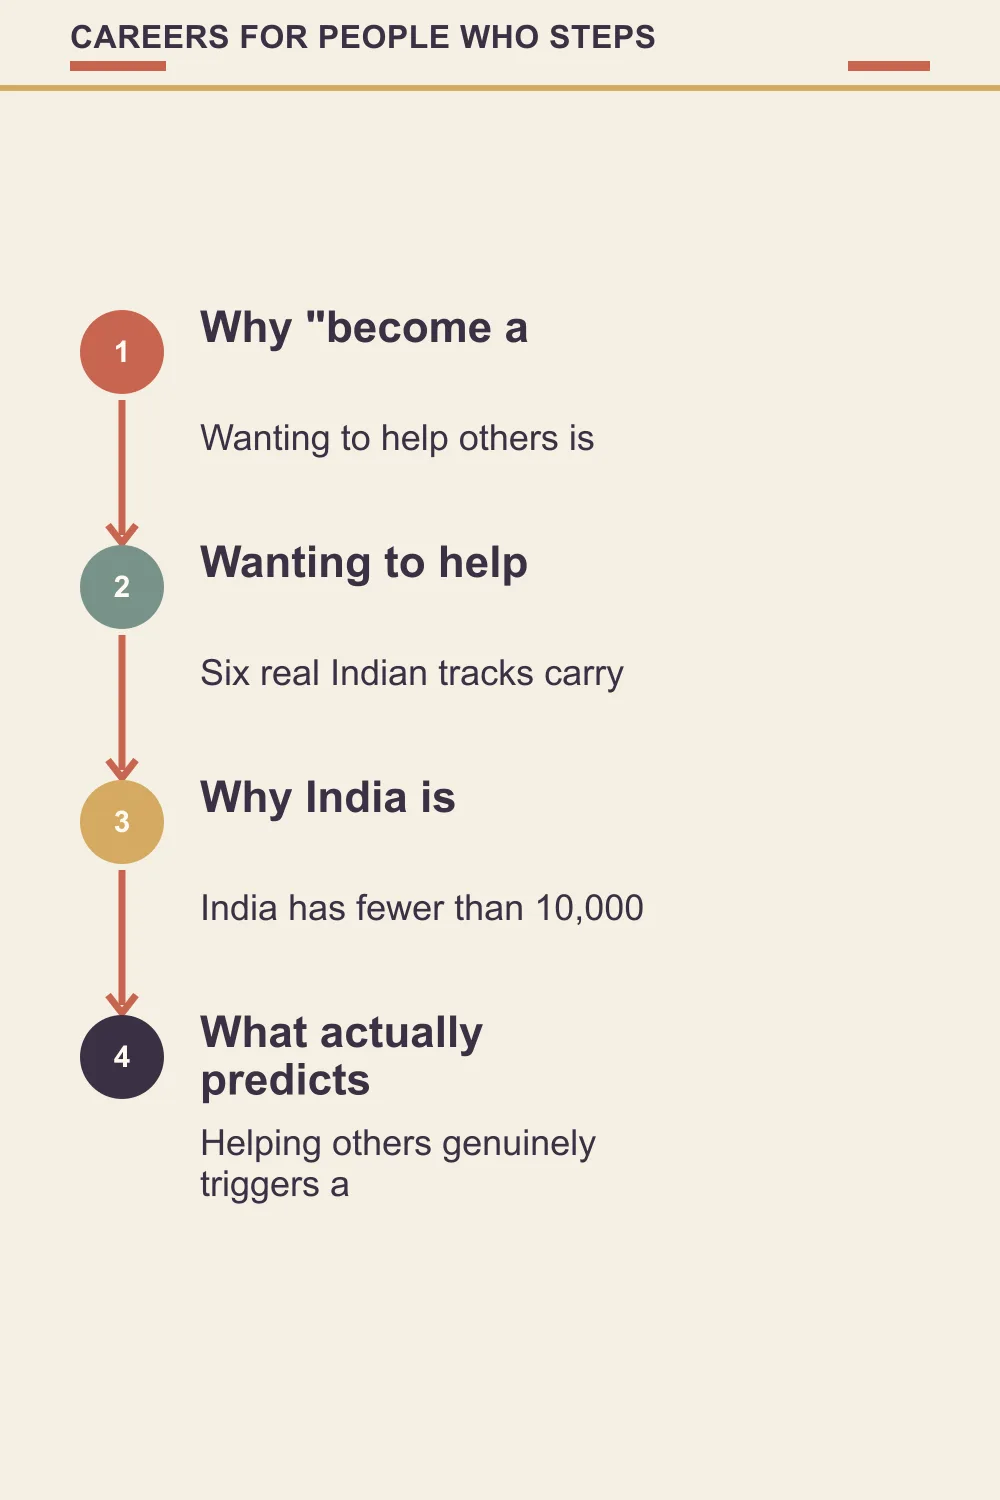 CAREERS FOR PEOPLE WHO STEPS
1
Why "become a
Wanting to help others is
2
Wanting to help
Six real Indian tracks carry
3
Why India is
India has fewer than 10,000
4
What actually
predicts
Helping others genuinely
triggers a